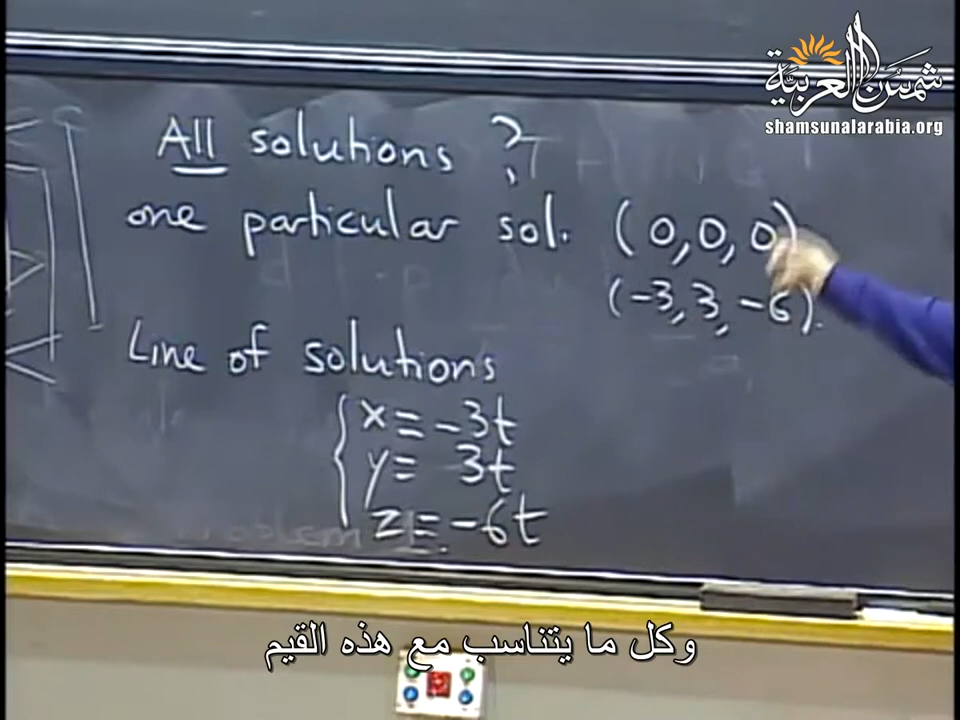 شمس العربية
shamsunalarabia.org
All solutions ?
one particular sol. (0,0,0)
(-3,3,-6).
Line of solutions
x = -3t
y = 3t
z = -6t
وكل ما يتناسب مع هذه القيم